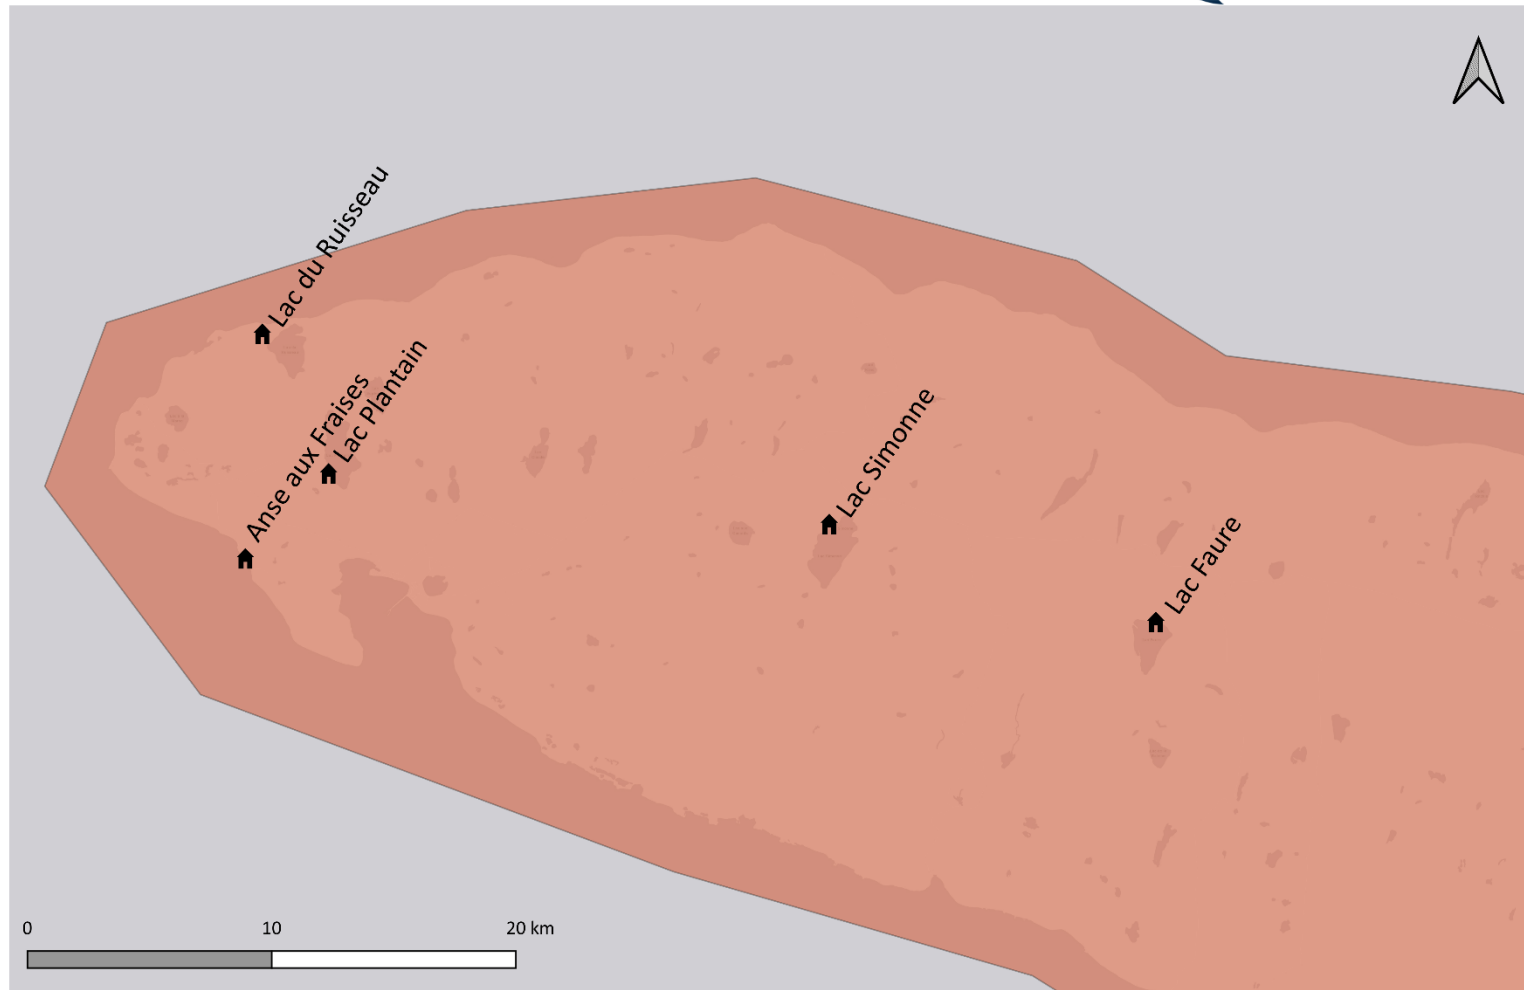 Lac du Ruisseau
Lac Plantain
Anse aux Fraises
Lac Simonne
Lac Faure
0 10 20 km